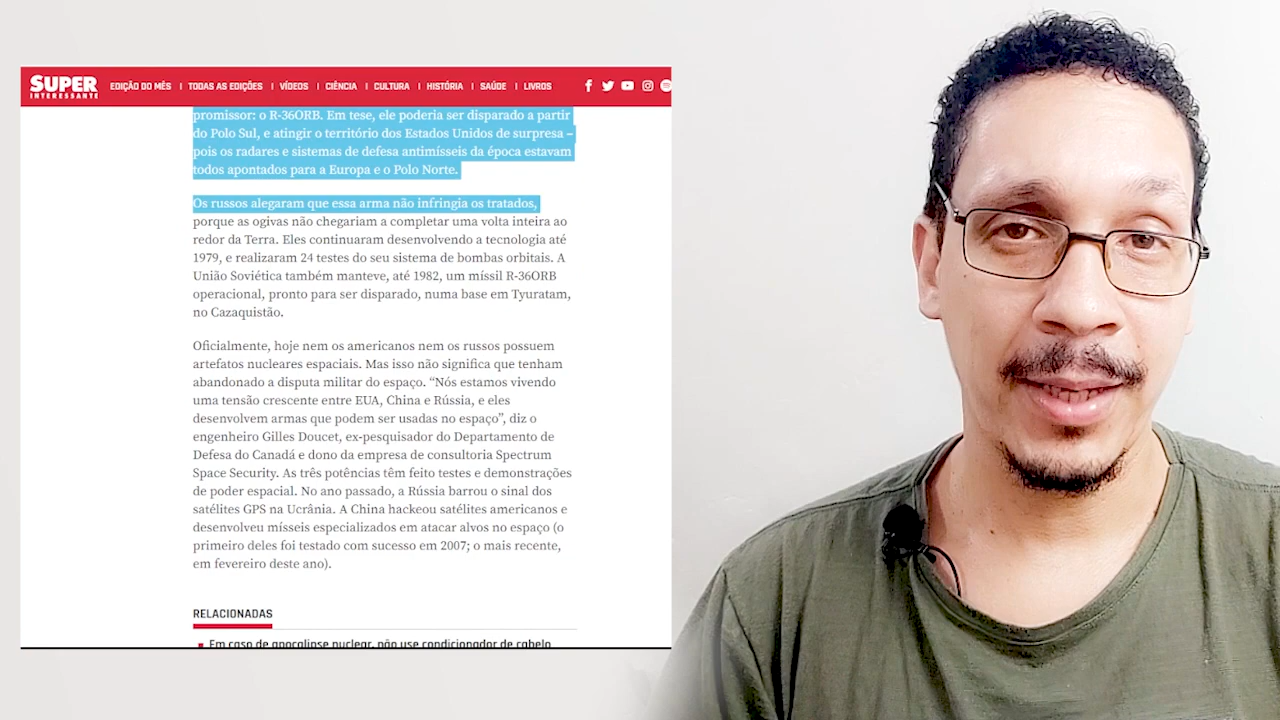 SUPER
INTERESSANTE
EDIÇÃO DO MÊS | TODAS AS EDIÇÕES | VÍDEOS | CIÊNCIA | CULTURA | HISTÓRIA | SAÚDE | LIVROS
promissor: o R-36ORB. Em tese, ele poderia ser disparado a partir
do Polo Sul, e atingir o território dos Estados Unidos de surpresa –
pois os radares e sistemas de defesa antimísseis da época estavam
todos apontados para a Europa e o Polo Norte.
Os russos alegaram que essa arma não infringia os tratados,
porque as ogivas não chegariam a completar uma volta inteira ao
redor da Terra. Eles continuaram desenvolvendo a tecnologia até
1979, e realizaram 24 testes do seu sistema de bombas orbitais. A
União Soviética também manteve, até 1982, um míssil R-36ORB
operacional, pronto para ser disparado, numa base em Tyuratam,
no Cazaquistão.
Oficialmente, hoje nem os americanos nem os russos possuem
artefatos nucleares espaciais. Mas isso não significa que tenham
abandonado a disputa militar do espaço. “Nós estamos vivendo
uma tensão crescente entre EUA, China e Rússia, e eles
desenvolvem armas que podem ser usadas no espaço”, diz o
engenheiro Gilles Doucet, ex-pesquisador do Departamento de
Defesa do Canadá e dono da empresa de consultoria Spectrum
Space Security. As três potências têm feito testes e demonstrações
de poder espacial. No ano passado, a Rússia barrou o sinal dos
satélites GPS na Ucrânia. A China hackeou satélites americanos e
desenvolveu mísseis especializados em atacar alvos no espaço (o
primeiro deles foi testado com sucesso em 2007; o mais recente,
em fevereiro deste ano).
RELACIONADAS
Em caso de apocalipse nuclear, não use condicionador de cabelo